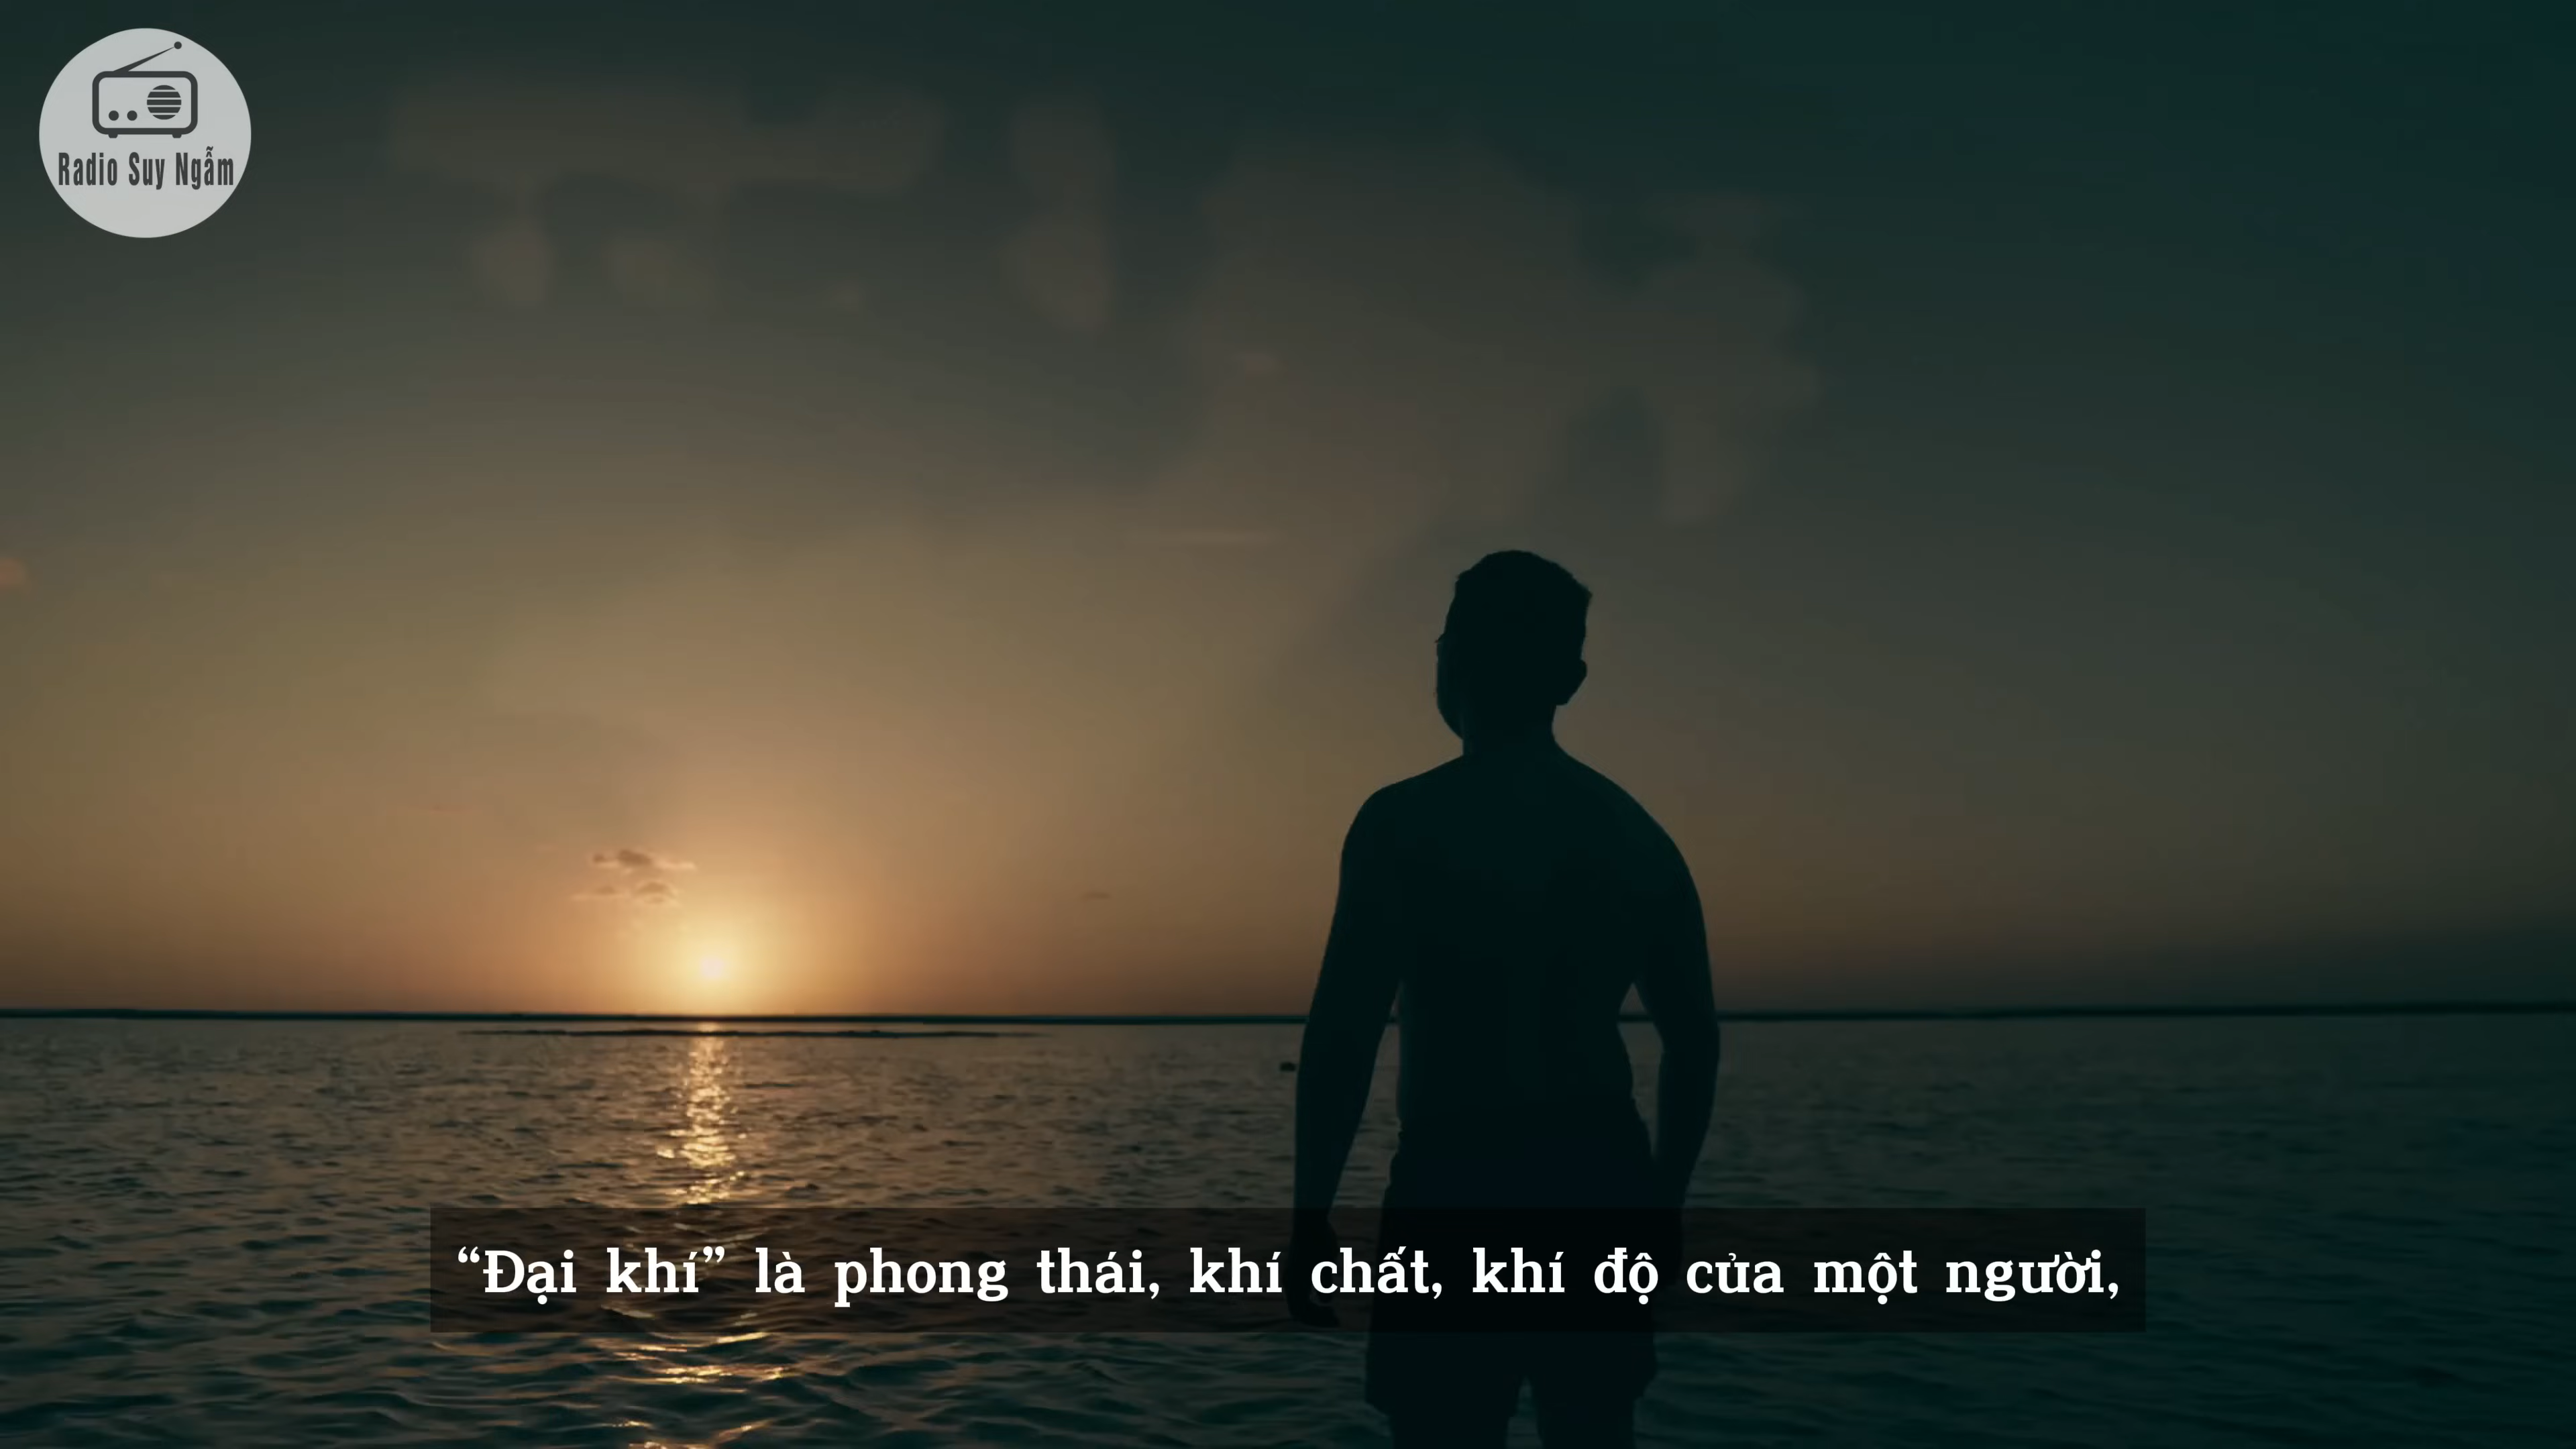 Radio Suy Ngẫm
“Đại khí” là phong thái, khí chất, khí độ của một người,